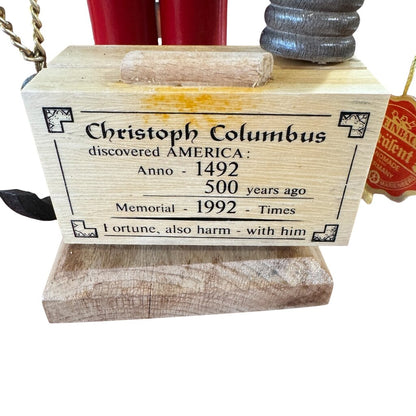 Christoph Columbus
discovered AMERICA:
Anno - 1492
500 years ago
Memorial - 1992 - Times
Fortune, also harm - with him